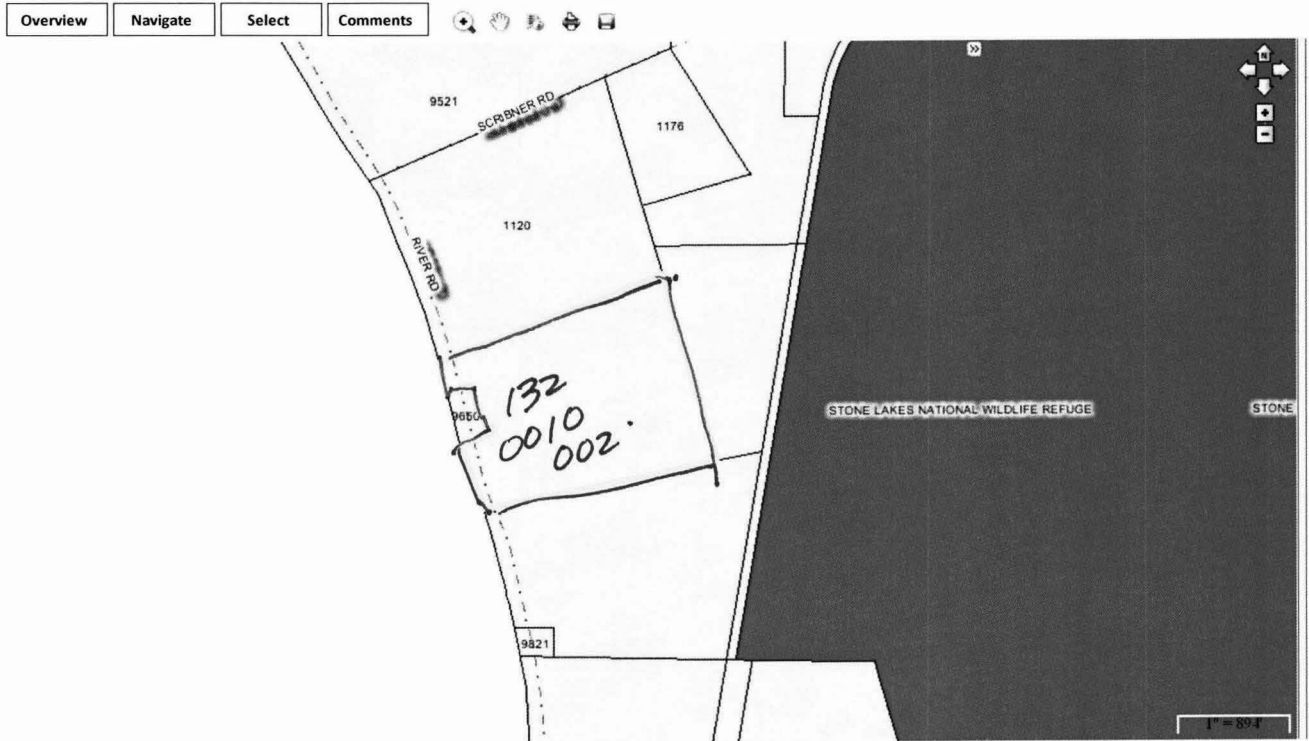 Overview Navigate Select Comments
9521
SCRIBNER RD
1176
1120
RIVER RD
N
9650
132
0010
002
STONE LAKES NATIONAL WILDLIFE REFUGE
STONE
9821
1" = 894'